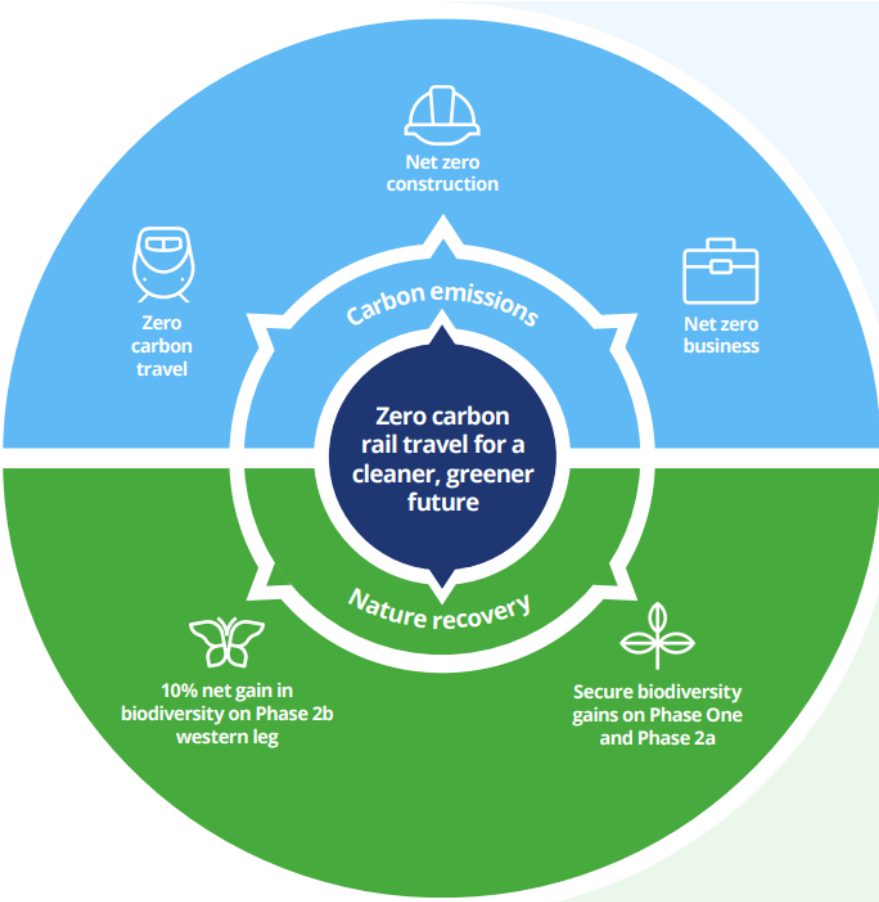 Net zero
construction
Zero
carbon
travel
Net zero
business
Carbon emissions
Zero carbon
rail travel for a
cleaner, greener
future
Nature recovery
10% net gain in
biodiversity on Phase 2b
western leg
Secure biodiversity
gains on Phase One
and Phase 2a